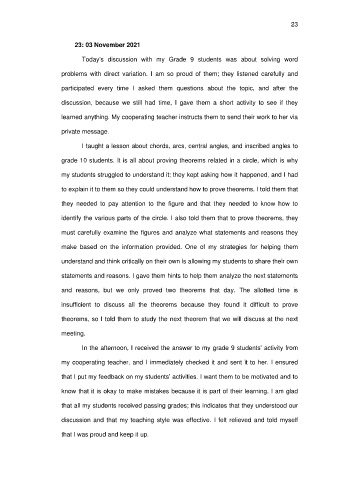 23
23: 03 November 2021
Today's discussion with my Grade 9 students was about solving word
problems with direct variation. I am so proud of them; they listened carefully and
participated every time I asked them questions about the topic, and after the
discussion, because we still had time, I gave them a short activity to see if they
learned anything. My cooperating teacher instructs them to send their work to her via
private message.
I taught a lesson about chords, arcs, central angles, and inscribed angles to
grade 10 students. It is all about proving theorems related in a circle, which is why
my students struggled to understand it; they kept asking how it happened, and I had
to explain it to them so they could understand how to prove theorems. I told them that
they needed to pay attention to the figure and that they needed to know how to
identify the various parts of the circle. I also told them that to prove theorems, they
must carefully examine the figures and analyze what statements and reasons they
make based on the information provided. One of my strategies for helping them
understand and think critically on their own is allowing my students to share their own
statements and reasons. I gave them hints to help them analyze the next statements
and reasons, but we only proved two theorems that day. The allotted time is
insufficient to discuss all the theorems because they found it difficult to prove
theorems, so I told them to study the next theorem that we will discuss at the next
meeting.
In the afternoon, I received the answer to my grade 9 students' activity from
my cooperating teacher, and I immediately checked it and sent it to her. I ensured
that I put my feedback on my students' activities. I want them to be motivated and to
know that it is okay to make mistakes because it is part of their learning. I am glad
that all my students received passing grades; this indicates that they understood our
discussion and that my teaching style was effective. I felt relieved and told myself
that I was proud and keep it up.